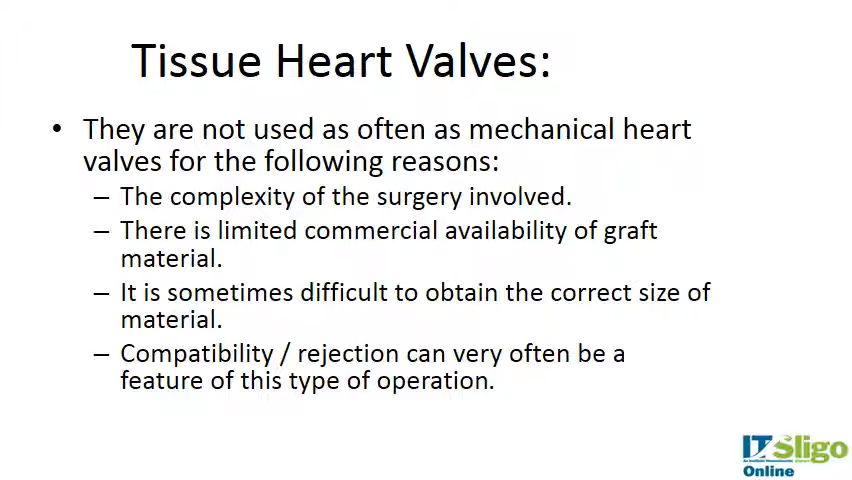 Tissue Heart Valves:
• They are not used as often as mechanical heart
valves for the following reasons:
– The complexity of the surgery involved.
– There is limited commercial availability of graft
material.
– It is sometimes difficult to obtain the correct size of
material.
– Compatibility / rejection can very often be a
feature of this type of operation.
IT Sligo
Online